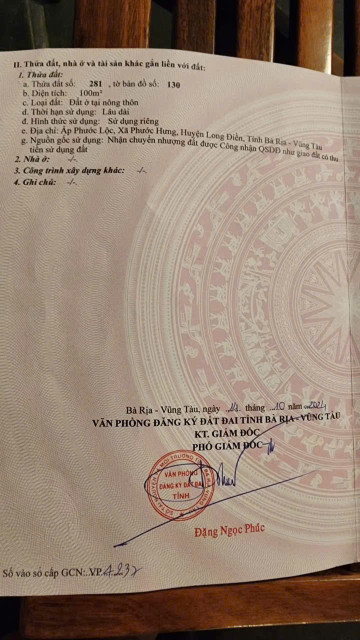 II. Thửa đất, nhà ở và tài sản khác gắn liền với đất:
1. Thửa đất:
a. Thửa đất số: 281 , tờ bản đồ số: 130
b. Diện tích: 100m²
c. Loại đất: Đất ở tại nông thôn
d. Thời hạn sử dụng: Lâu dài
đ. Hình thức sử dụng: Sử dụng riêng
e. Địa chỉ: Ấp Phước Lộc, Xã Phước Hưng, Huyện Long Điền, Tỉnh Bà Rịa - Vũng Tàu
g. Nguồn gốc sử dụng: Nhận chuyển nhượng đất được Công nhận QSDĐ như giao đất có thu
tiền sử dụng đất
2. Nhà ở: -/-
3. Công trình xây dựng khác: -/-
4. Ghi chú: -/-
Bà Rịa - Vũng Tàu, ngày tháng 10 năm 2024
VĂN PHÒNG ĐĂNG KÝ ĐẤT ĐAI TỈNH BÀ RỊA - VŨNG TÀU
KT. GIÁM ĐỐC
PHÓ GIÁM ĐỐC
VĂN PHÒNG
ĐĂNG KÝ ĐẤT ĐAI
TỈNH
Đặng Ngọc Phúc
Số vào sổ cấp GCN:..VP.4232